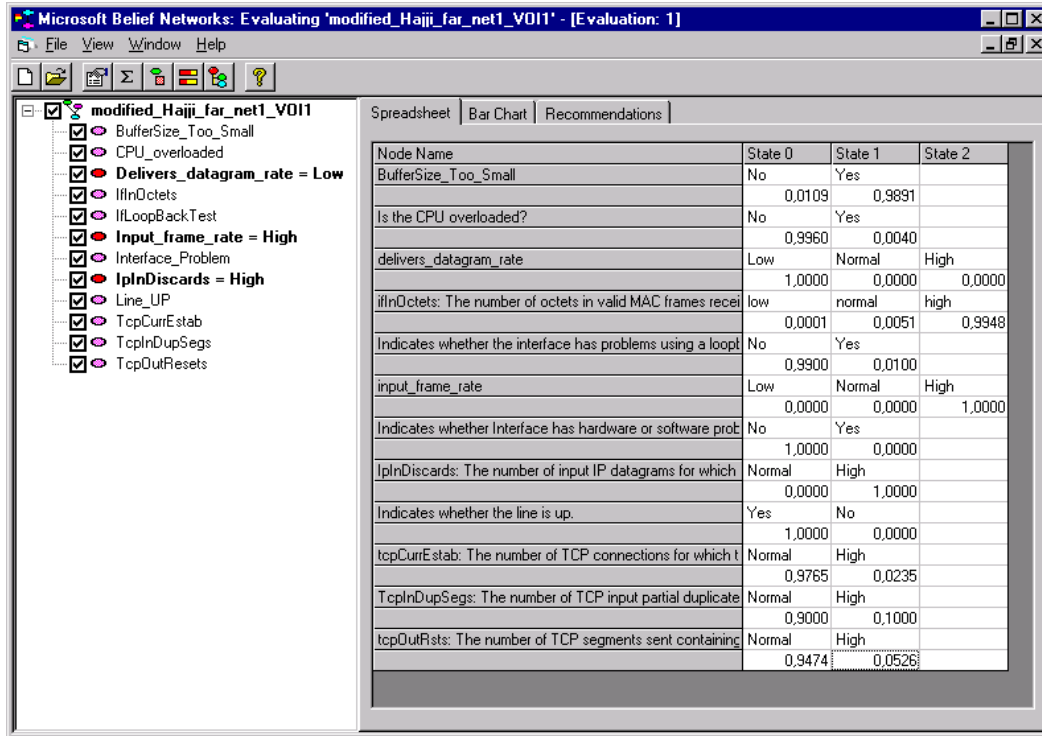 Microsoft Belief Networks: Evaluating 'modified_Hajji_far_net1_VOI1' - [Evaluation: 1]
File View Window Help
modified_Hajji_far_net1_VOI1
BufferSize_Too_Small
CPU_overloaded
Delivers_datagram_rate = Low
IfInOctets
IfLoopBackTest
Input_frame_rate = High
Interface_Problem
IpInDiscards = High
Line_UP
TcpCurrEstab
TcpInDupSegs
TcpOutResets
Spreadsheet Bar Chart Recommendations
Node Name State 0 State 1 State 2
BufferSize_Too_Small No Yes
0,0109 0,9891
Is the CPU overloaded? No Yes
0,9960 0,0040
delivers_datagram_rate Low Normal High
1,0000 0,0000 0,0000
ifInOctets: The number of octets in valid MAC frames recei low normal high
0,0001 0,0051 0,9948
Indicates whether the interface has problems using a loopb No Yes
0,9900 0,0100
input_frame_rate Low Normal High
0,0000 0,0000 1,0000
Indicates whether Interface has hardware or software prob No Yes
1,0000 0,0000
IpInDiscards: The number of input IP datagrams for which Normal High
0,0000 1,0000
Indicates whether the line is up. Yes No
1,0000 0,0000
tcpCurrEstab: The number of TCP connections for which t Normal High
0,9765 0,0235
TcpInDupSegs: The number of TCP input partial duplicate Normal High
0,9000 0,1000
tcpOutRsts: The number of TCP segments sent containing Normal High
0,9474 0,0526